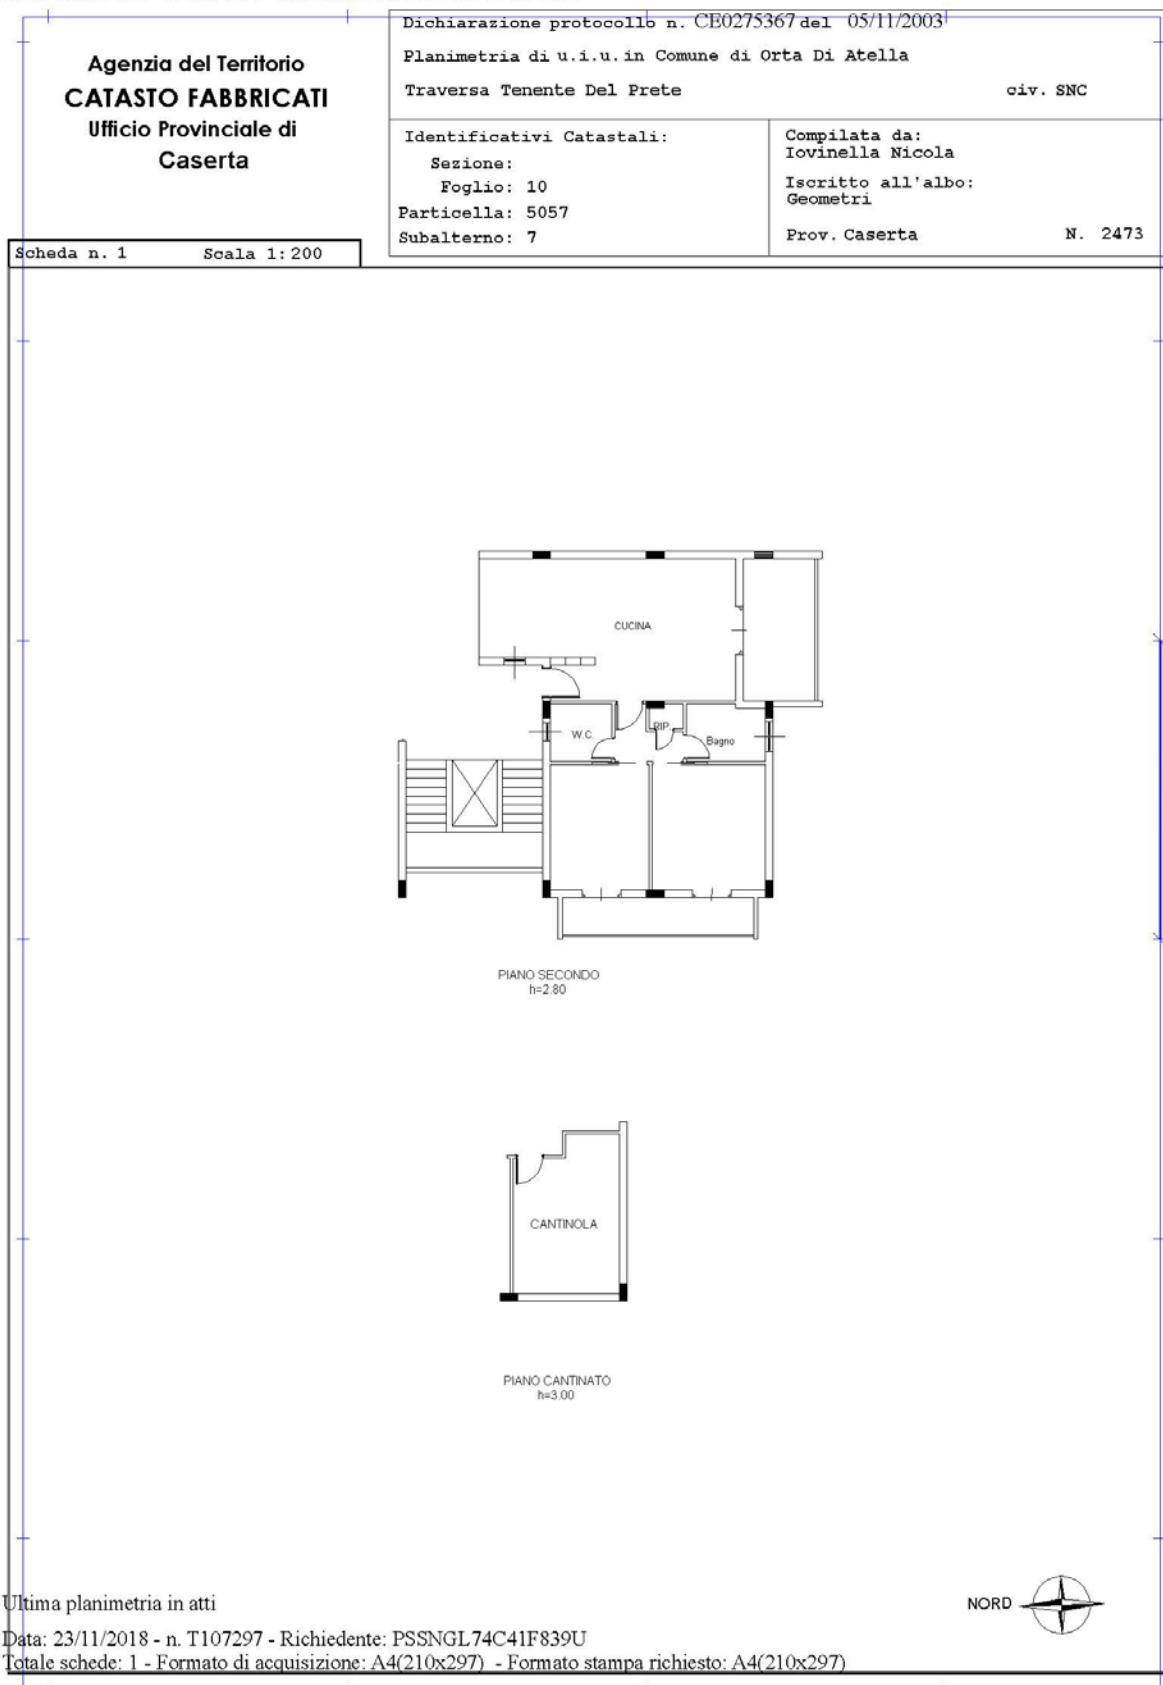 Agenzia del Territorio
CATASTO FABBRICATI
Ufficio Provinciale di
Caserta
Dichiarazione protocollo n. CE0275367 del 05/11/2003
Planimetria di u.i.u. in Comune di Orta Di Atella
Traversa Tenente Del Prete civ. SNC
Identificativi Catastali:
Sezione:
Foglio: 10
Particella: 5057
Subalterno: 7
Compilata da:
Iovinella Nicola
Iscritto all'albo:
Geometri
Prov. Caserta N. 2473
Scheda n. 1 Scala 1:200
CUCINA
W.C.
RIP.
Bagno
PIANO SECONDO
h=2.80
CANTINOLA
PIANO CANTINATO
h=3.00
NORD
Ultima planimetria in atti
Data: 23/11/2018 - n. T107297 - Richiedente: PSSNGL74C41F839U
Totale schede: 1 - Formato di acquisizione: A4(210x297) - Formato stampa richiesto: A4(210x297)